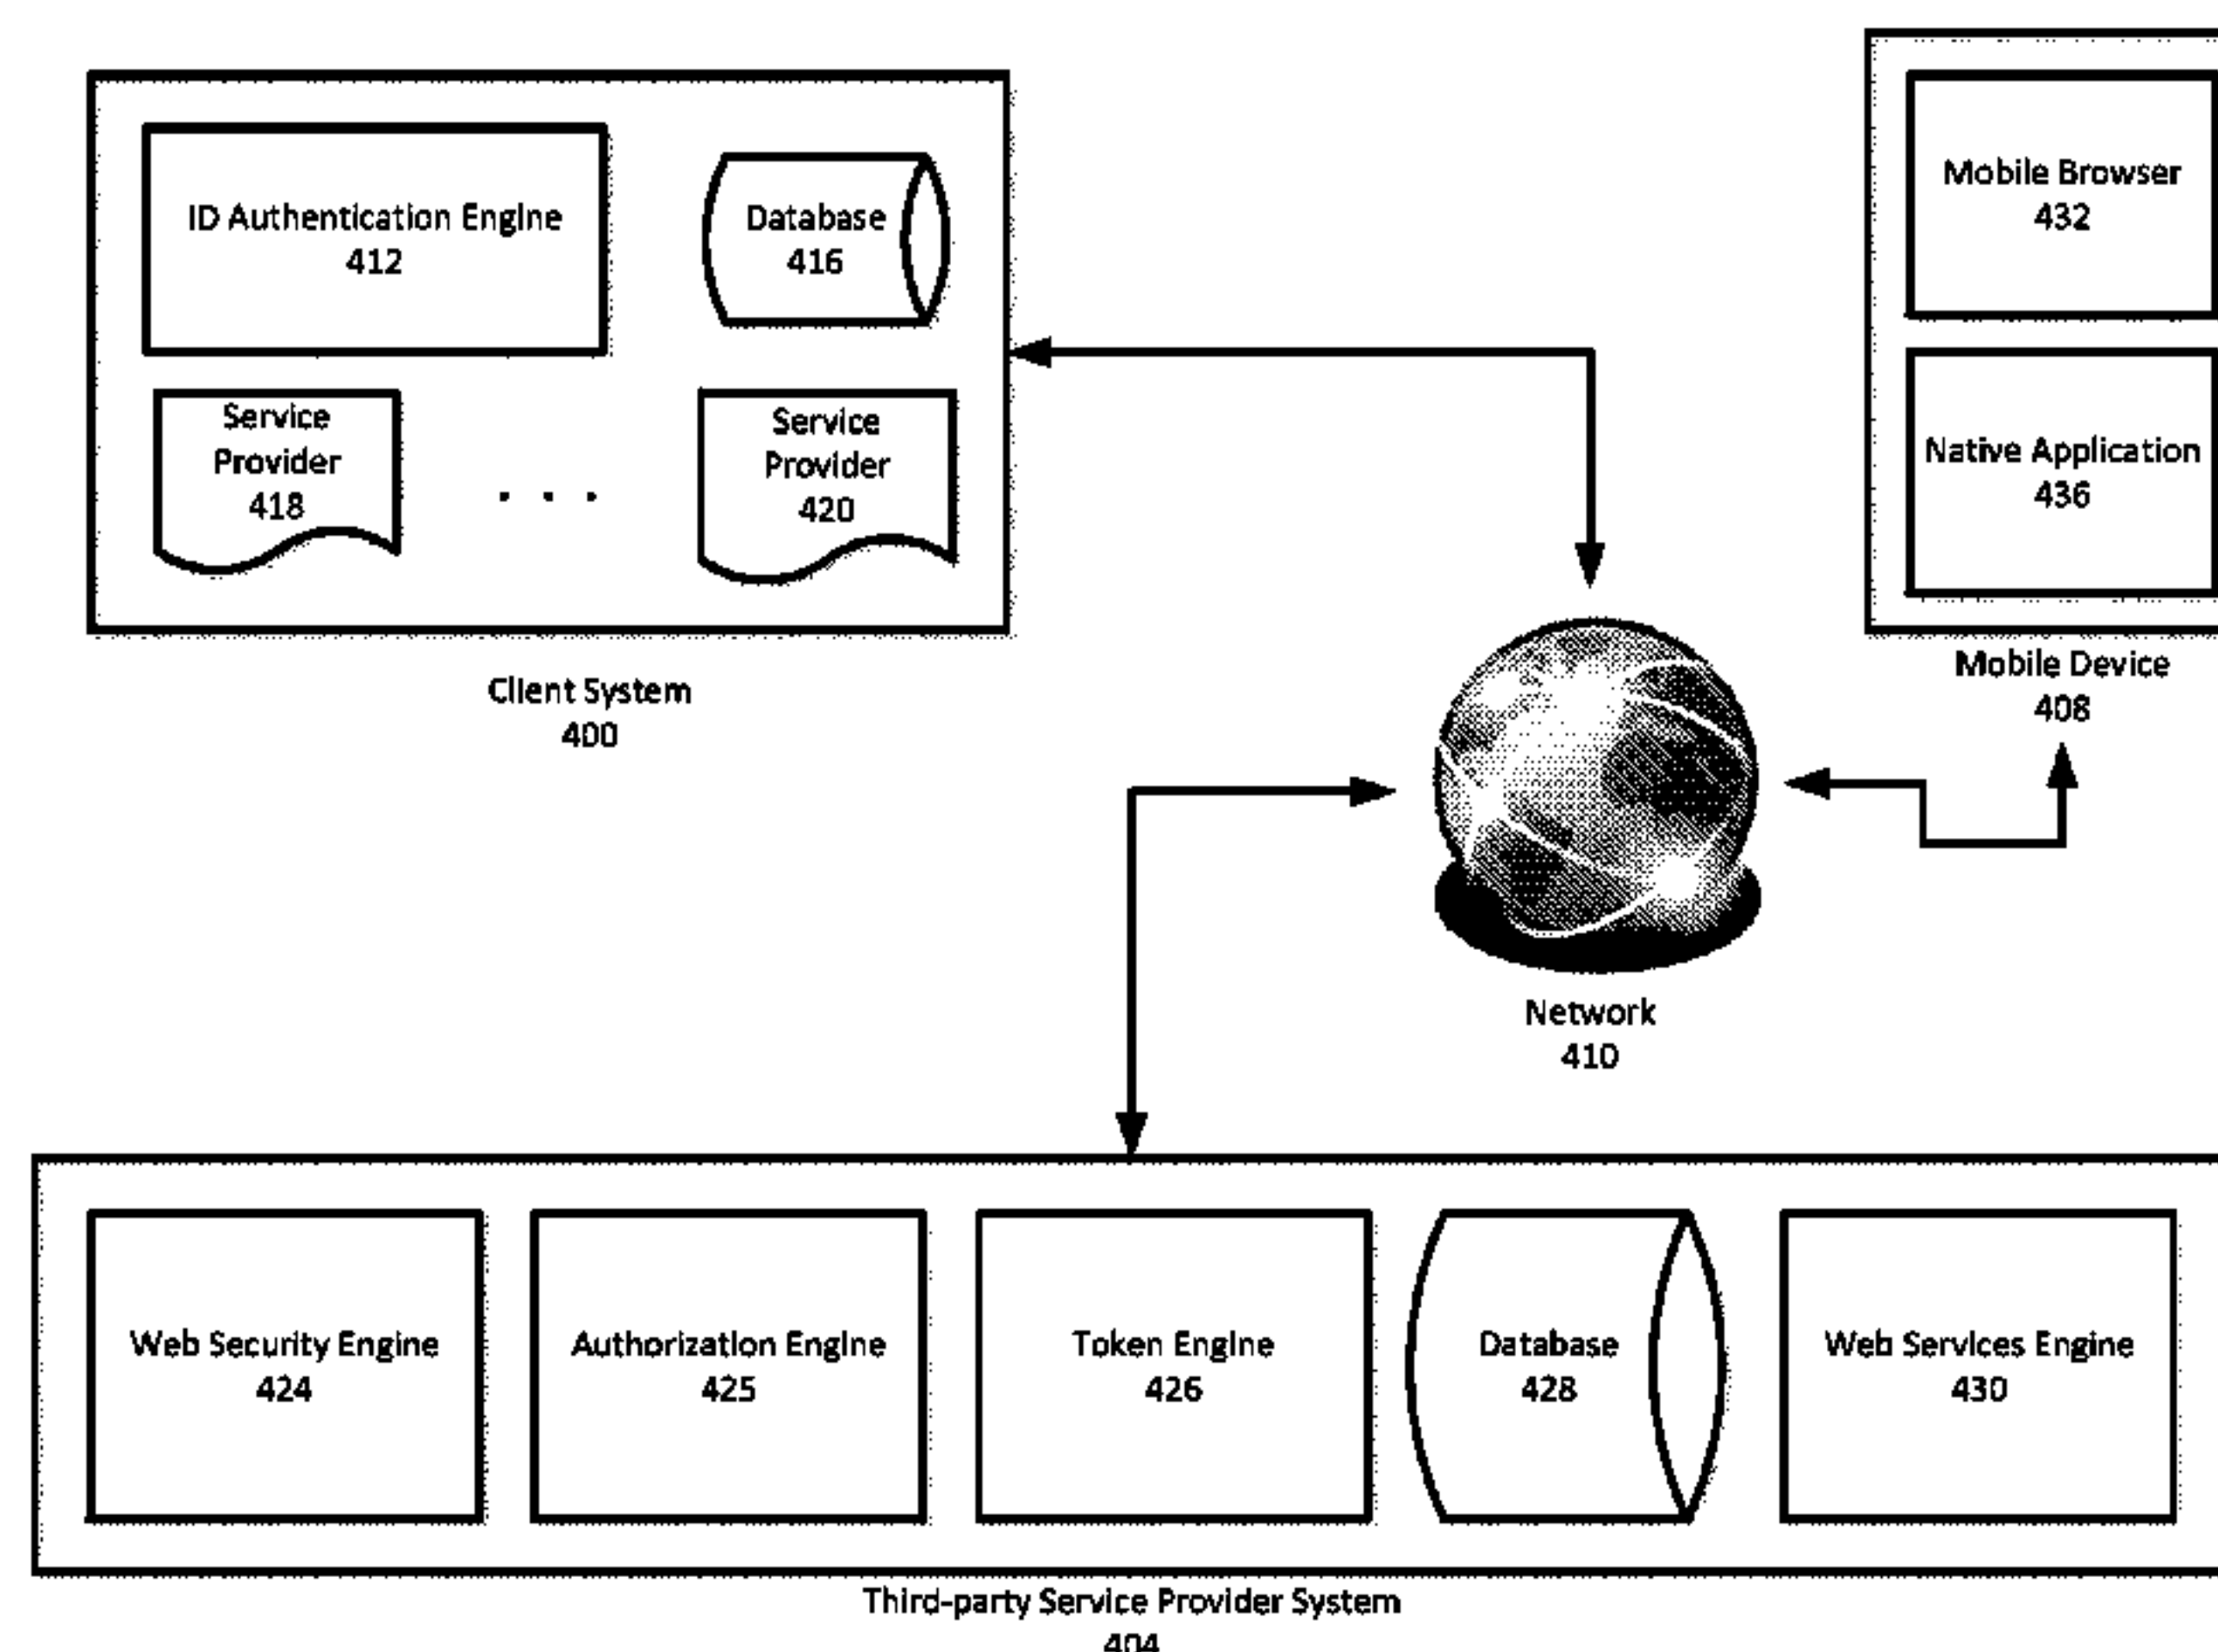 ID Authentication Engine
412
Database
416
Service
Provider
418
. . .
Service
Provider
420
Client System
400
Mobile Browser
432
Native Application
436
Mobile Device
408
Network
410
Web Security Engine
424
Authorization Engine
425
Token Engine
426
Database
428
Web Services Engine
430
Third-party Service Provider System
404